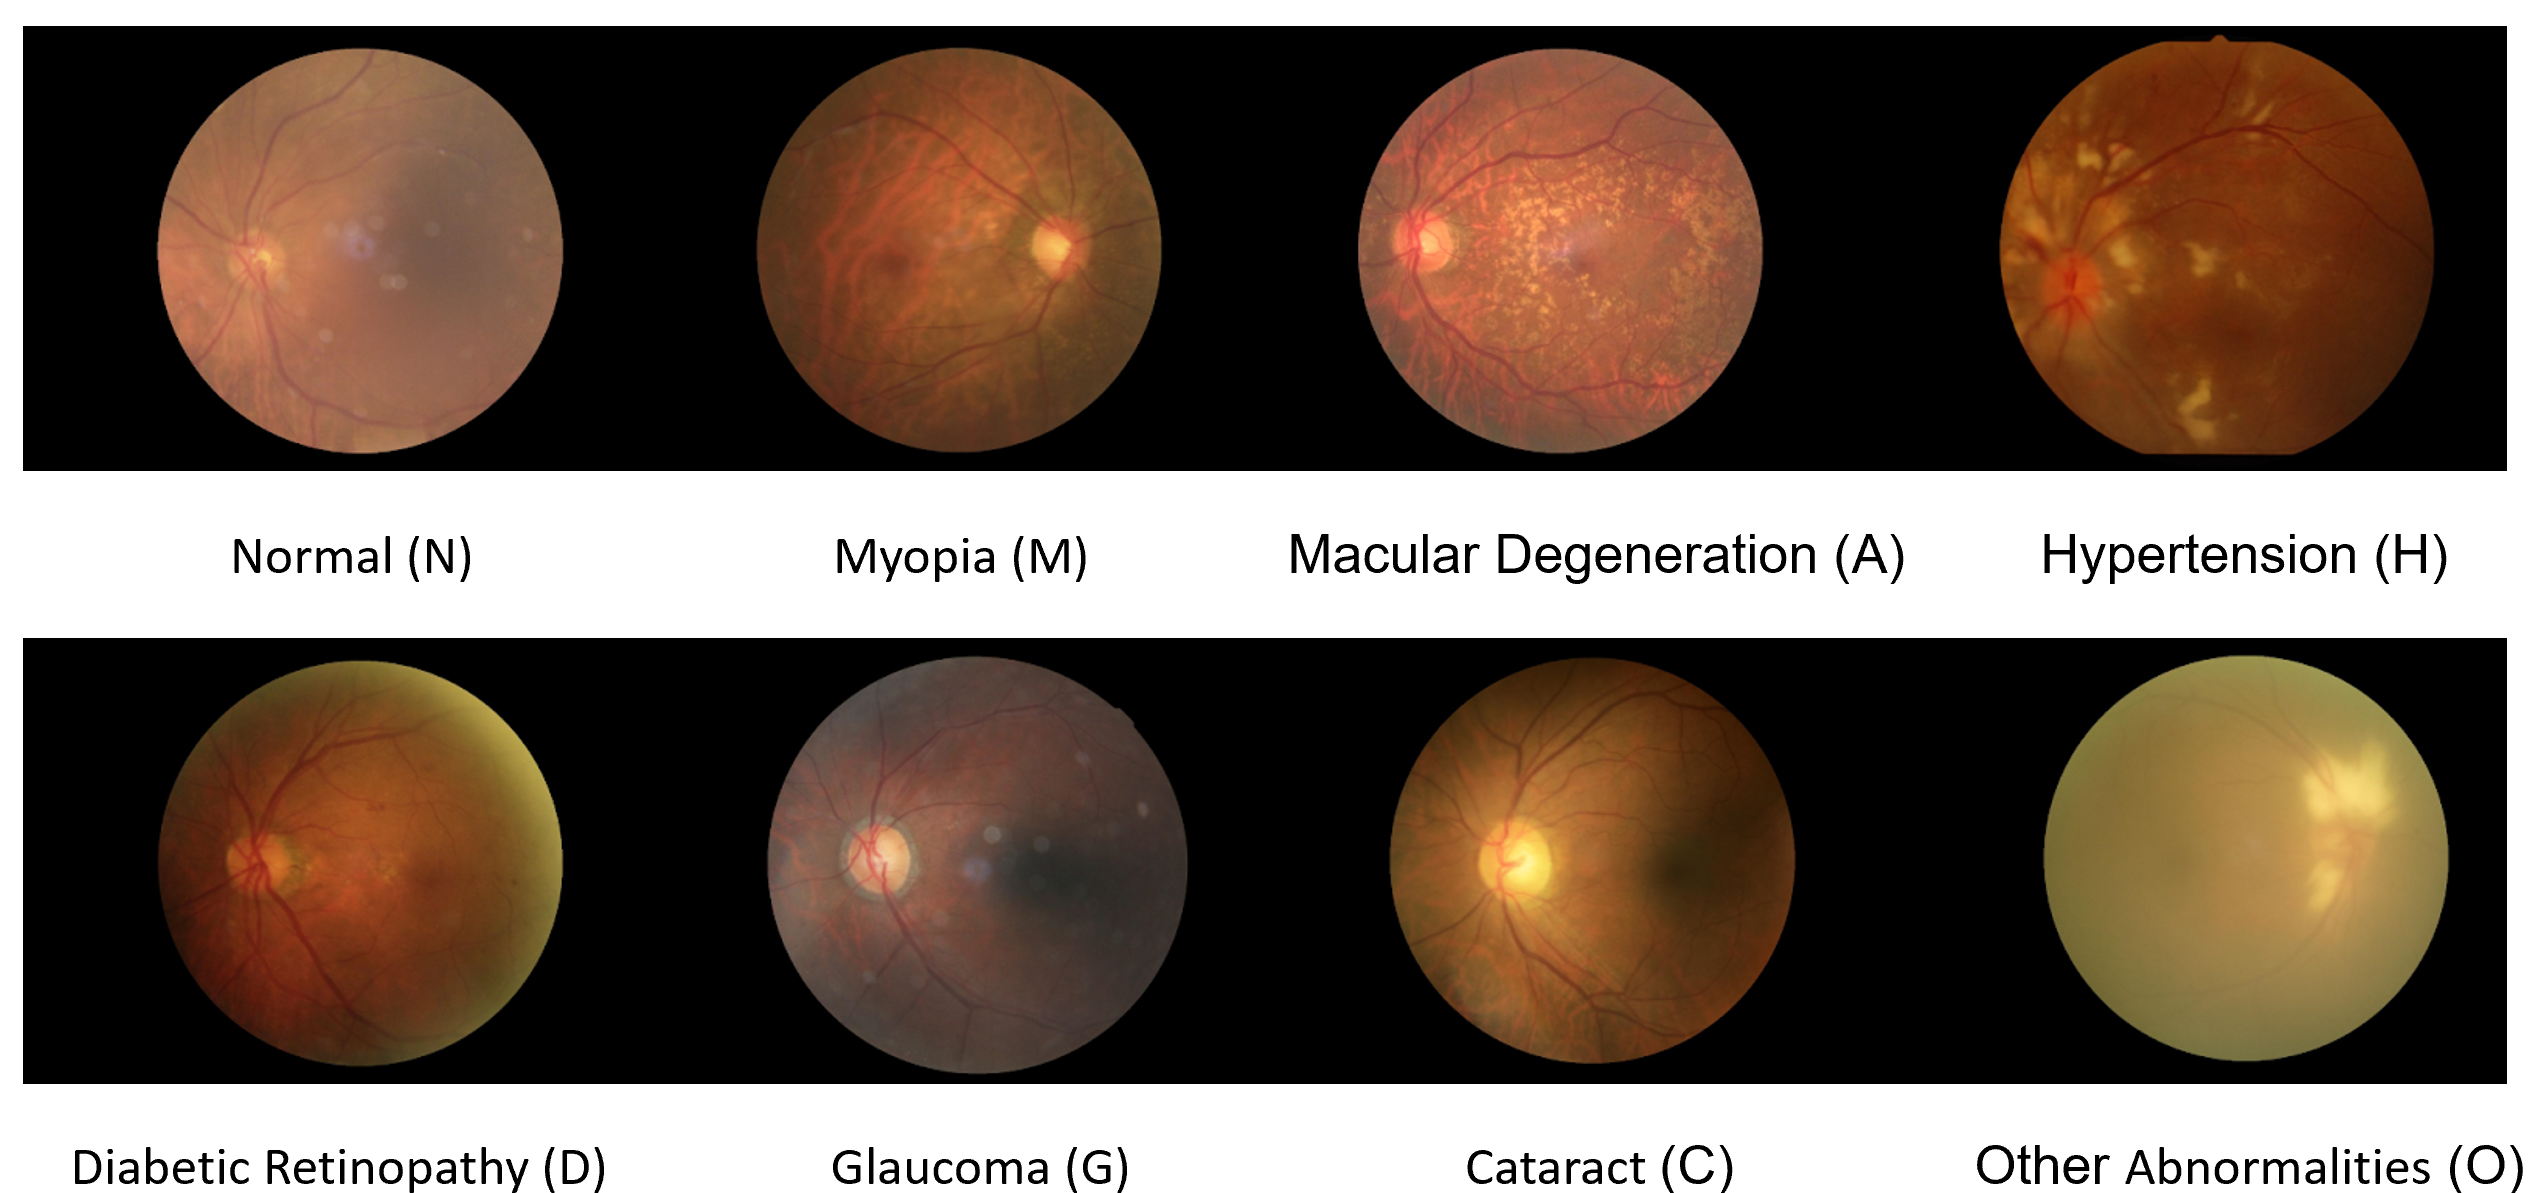 Normal (N)
Myopia (M)
Macular Degeneration (A)
Hypertension (H)
Diabetic Retinopathy (D)
Glaucoma (G)
Cataract (C)
Other Abnormalities (O)